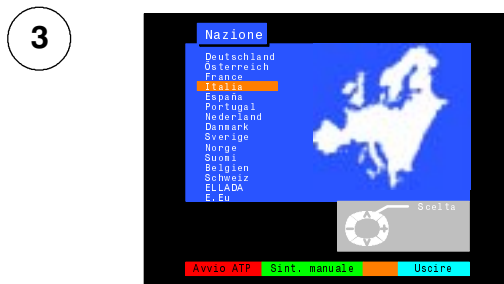 3
Nazione
Deutschland
Österreich
France
Italia
España
Portugal
Nederland
Danmark
Sverige
Norge
Suomi
Belgien
Schweiz
ELLADA
E.Eu
Scelta
Avvio ATP Sint. manuale Uscire